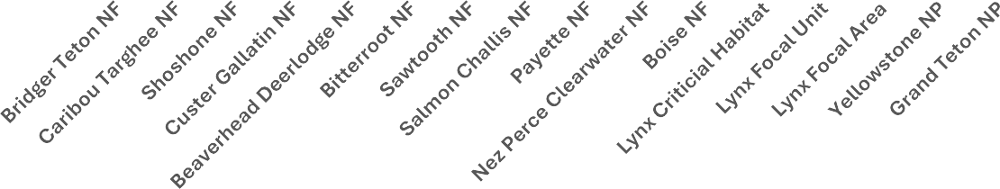 Bridger Teton NF
Caribou Targhee NF
Shoshone NF
Custer Gallatin NF
Beaverhead Deerlodge NF
Bitterroot NF
Sawtooth NF
Salmon Challis NF
Payette NF
Nez Perce Clearwater NF
Boise NF
Lynx Criticial Habitat
Lynx Focal Unit
Lynx Focal Area
Yellowstone NP
Grand Teton NP